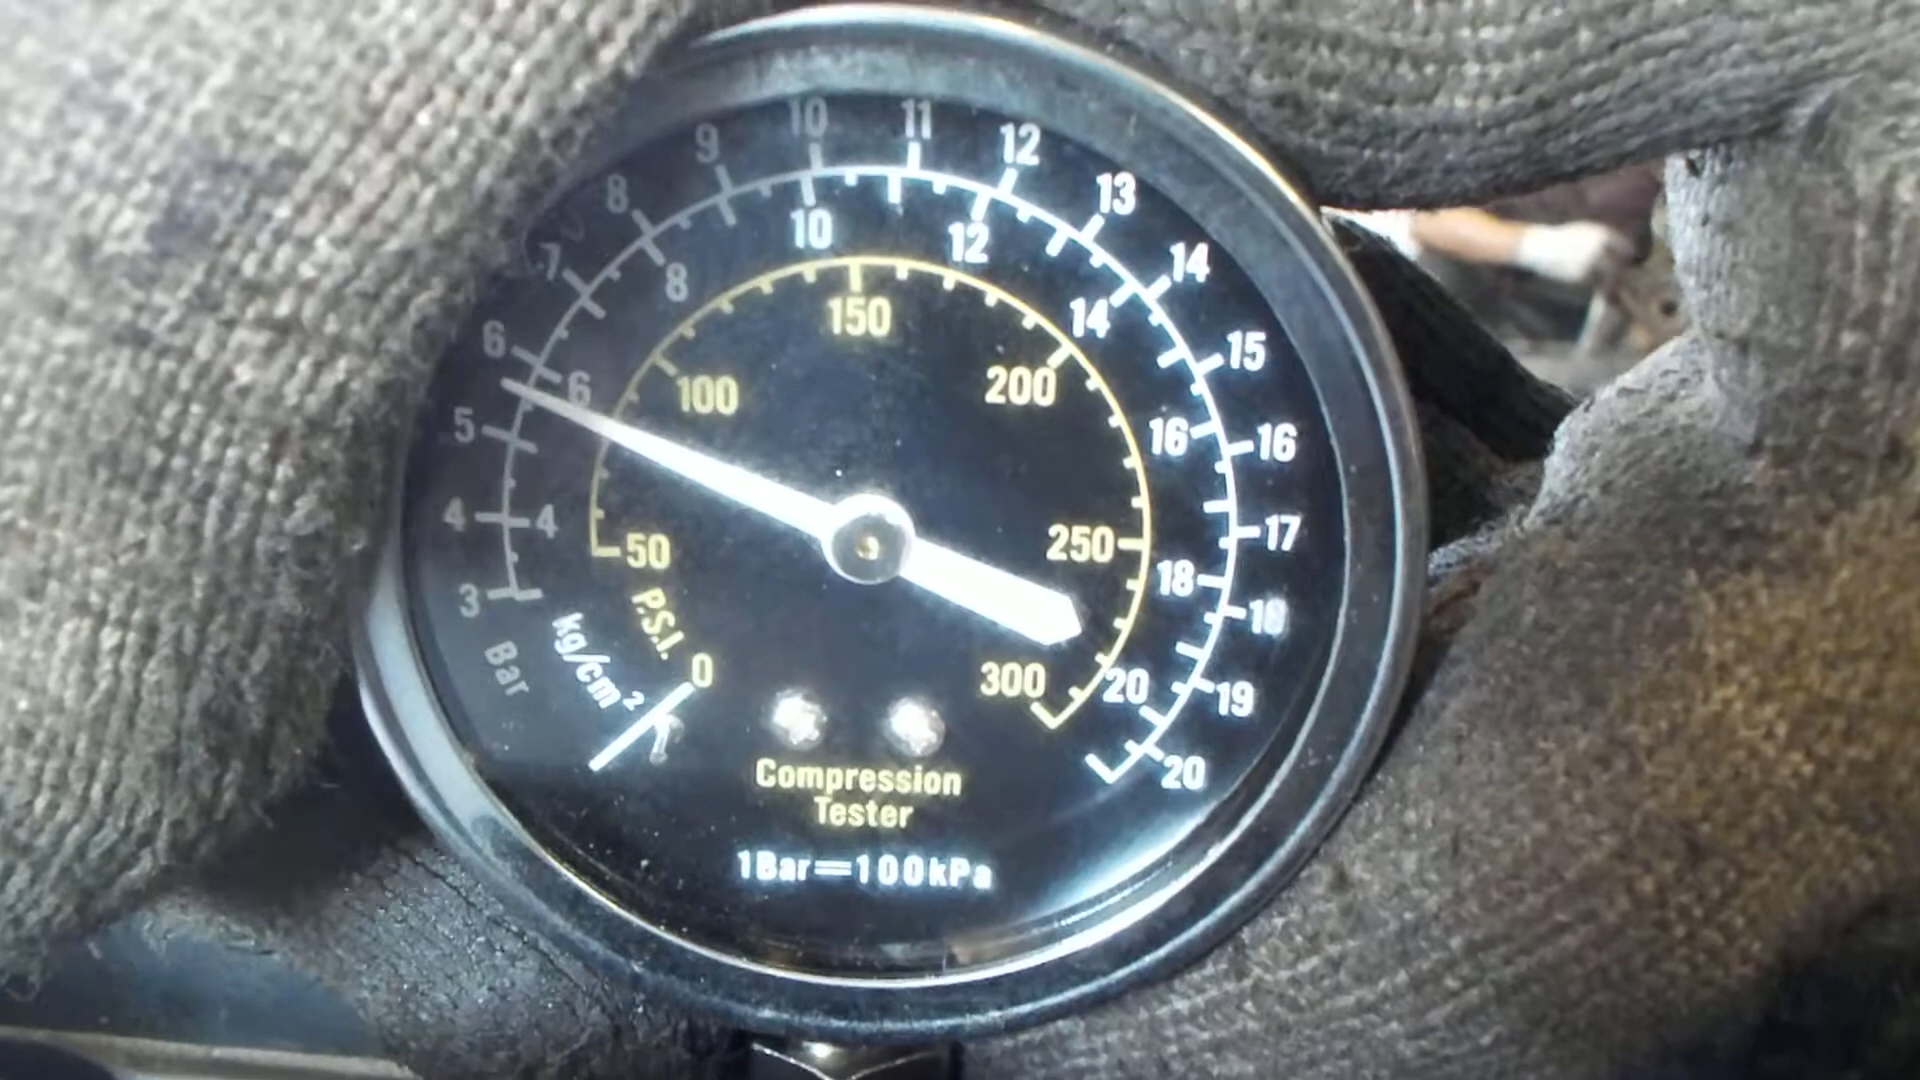 3 4 5 6 7 8 9 10 11 12 13 14 15 16 17 18 19 20
Bar
4 6 8 10 12 14 16 18 20
kg/cm²
0 50 100 150 200 250 300
P.S.I.
Compression
Tester
1Bar=100kPa